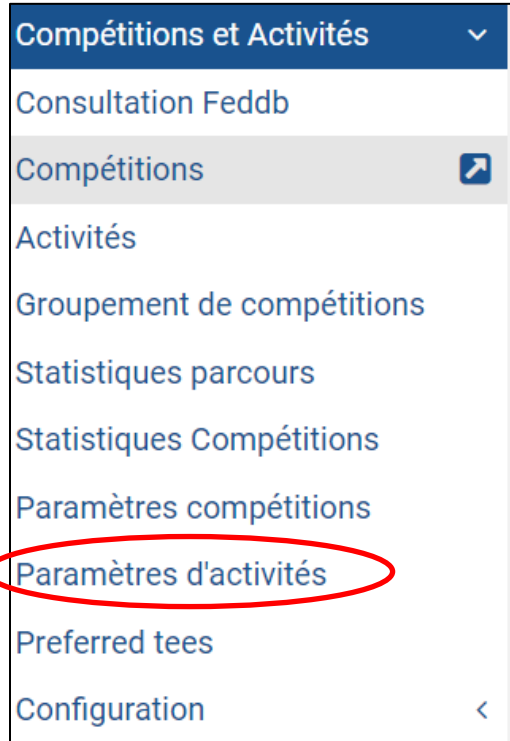 Compétitions et Activités
Consultation Feddb
Compétitions
Activités
Groupement de compétitions
Statistiques parcours
Statistiques Compétitions
Paramètres compétitions
Paramètres d'activités
Preferred tees
Configuration